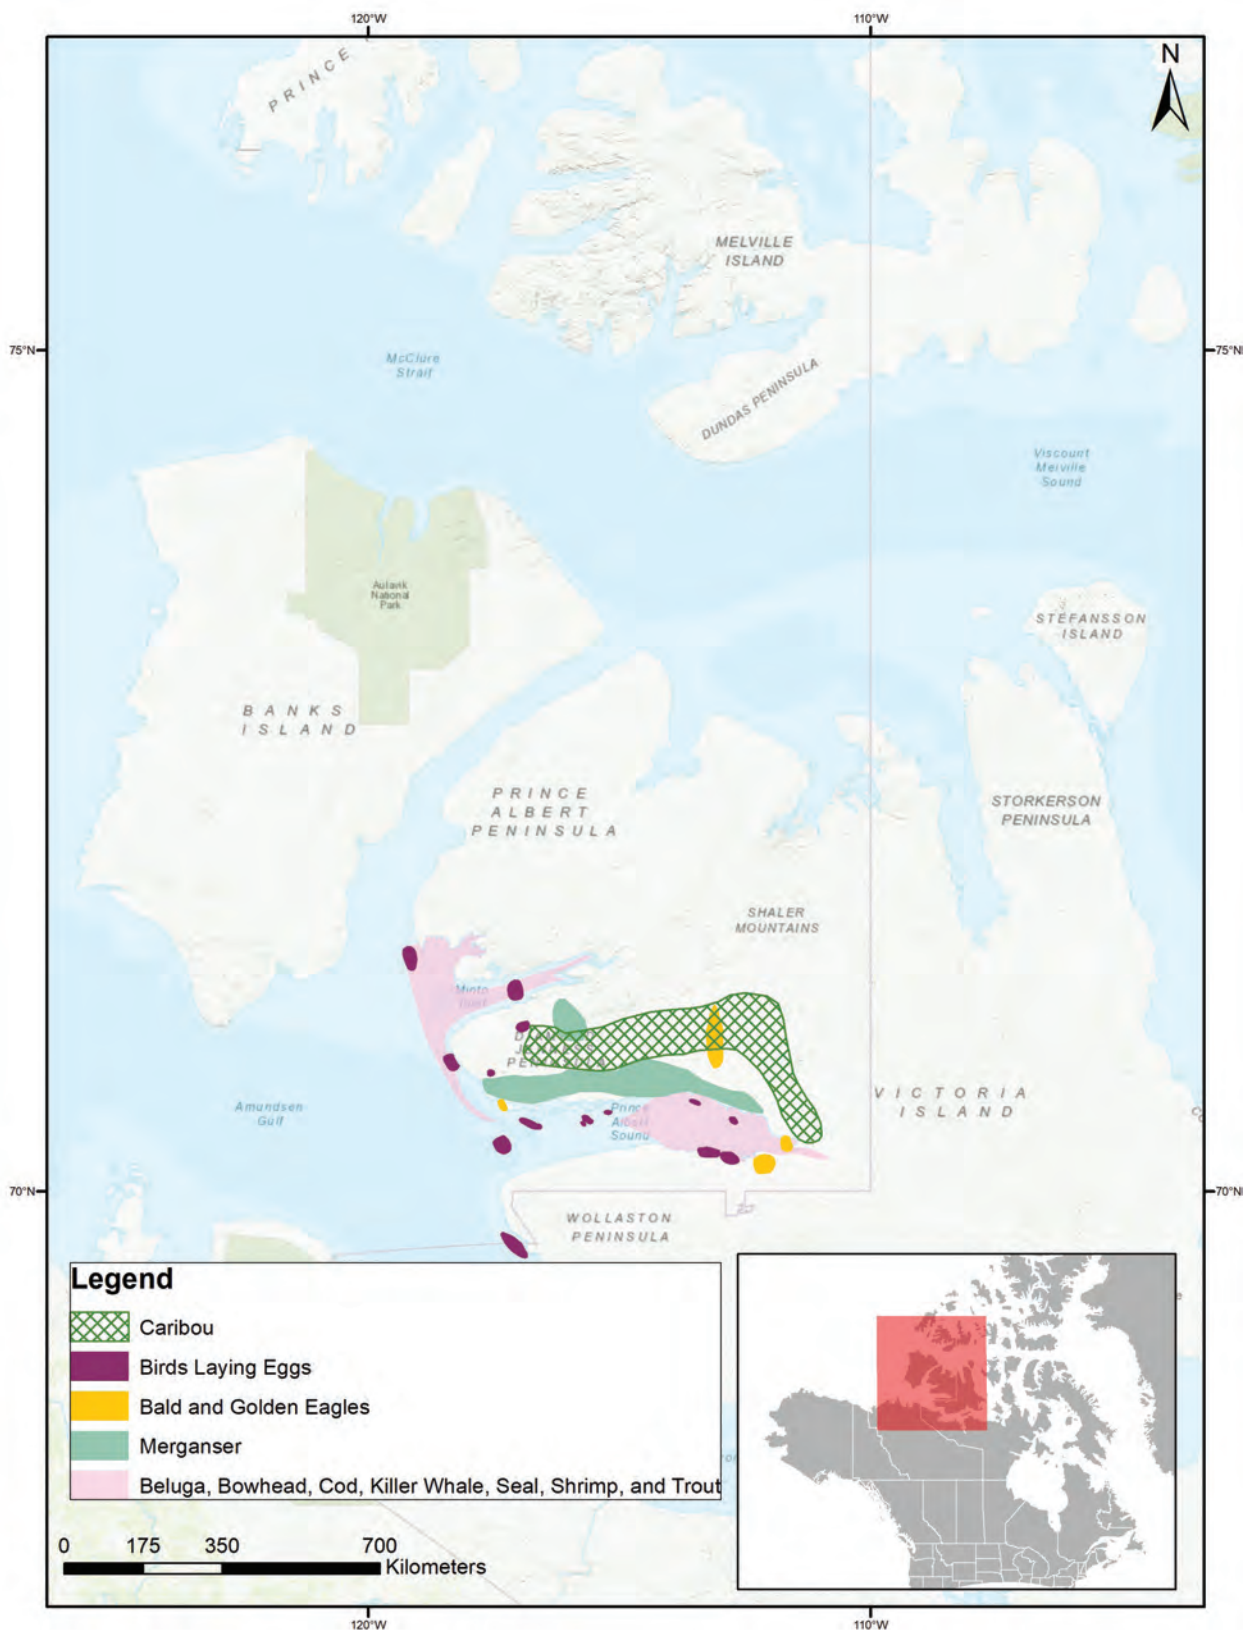 120°W
110°W
N
PRINCE
MELVILLE
ISLAND
75°N
75°N
McClure
Strait
DUNDAS PENINSULA
Viscount
Melville
Sound
Aulavik
National
Park
STEFANSSON
ISLAND
BANKS
ISLAND
PRINCE
ALBERT
PENINSULA
STORKERSON
PENINSULA
SHALER
MOUNTAINS
Minto
Inlet
PENINSULA
VICTORIA
ISLAND
Amundsen
Gulf
Prince
Albert
Sound
70°N
70°N
WOLLASTON
PENINSULA
Legend
Caribou
Birds Laying Eggs
Bald and Golden Eagles
Merganser
Beluga, Bowhead, Cod, Killer Whale, Seal, Shrimp, and Trout
0 175 350 700
Kilometers
120°W
110°W